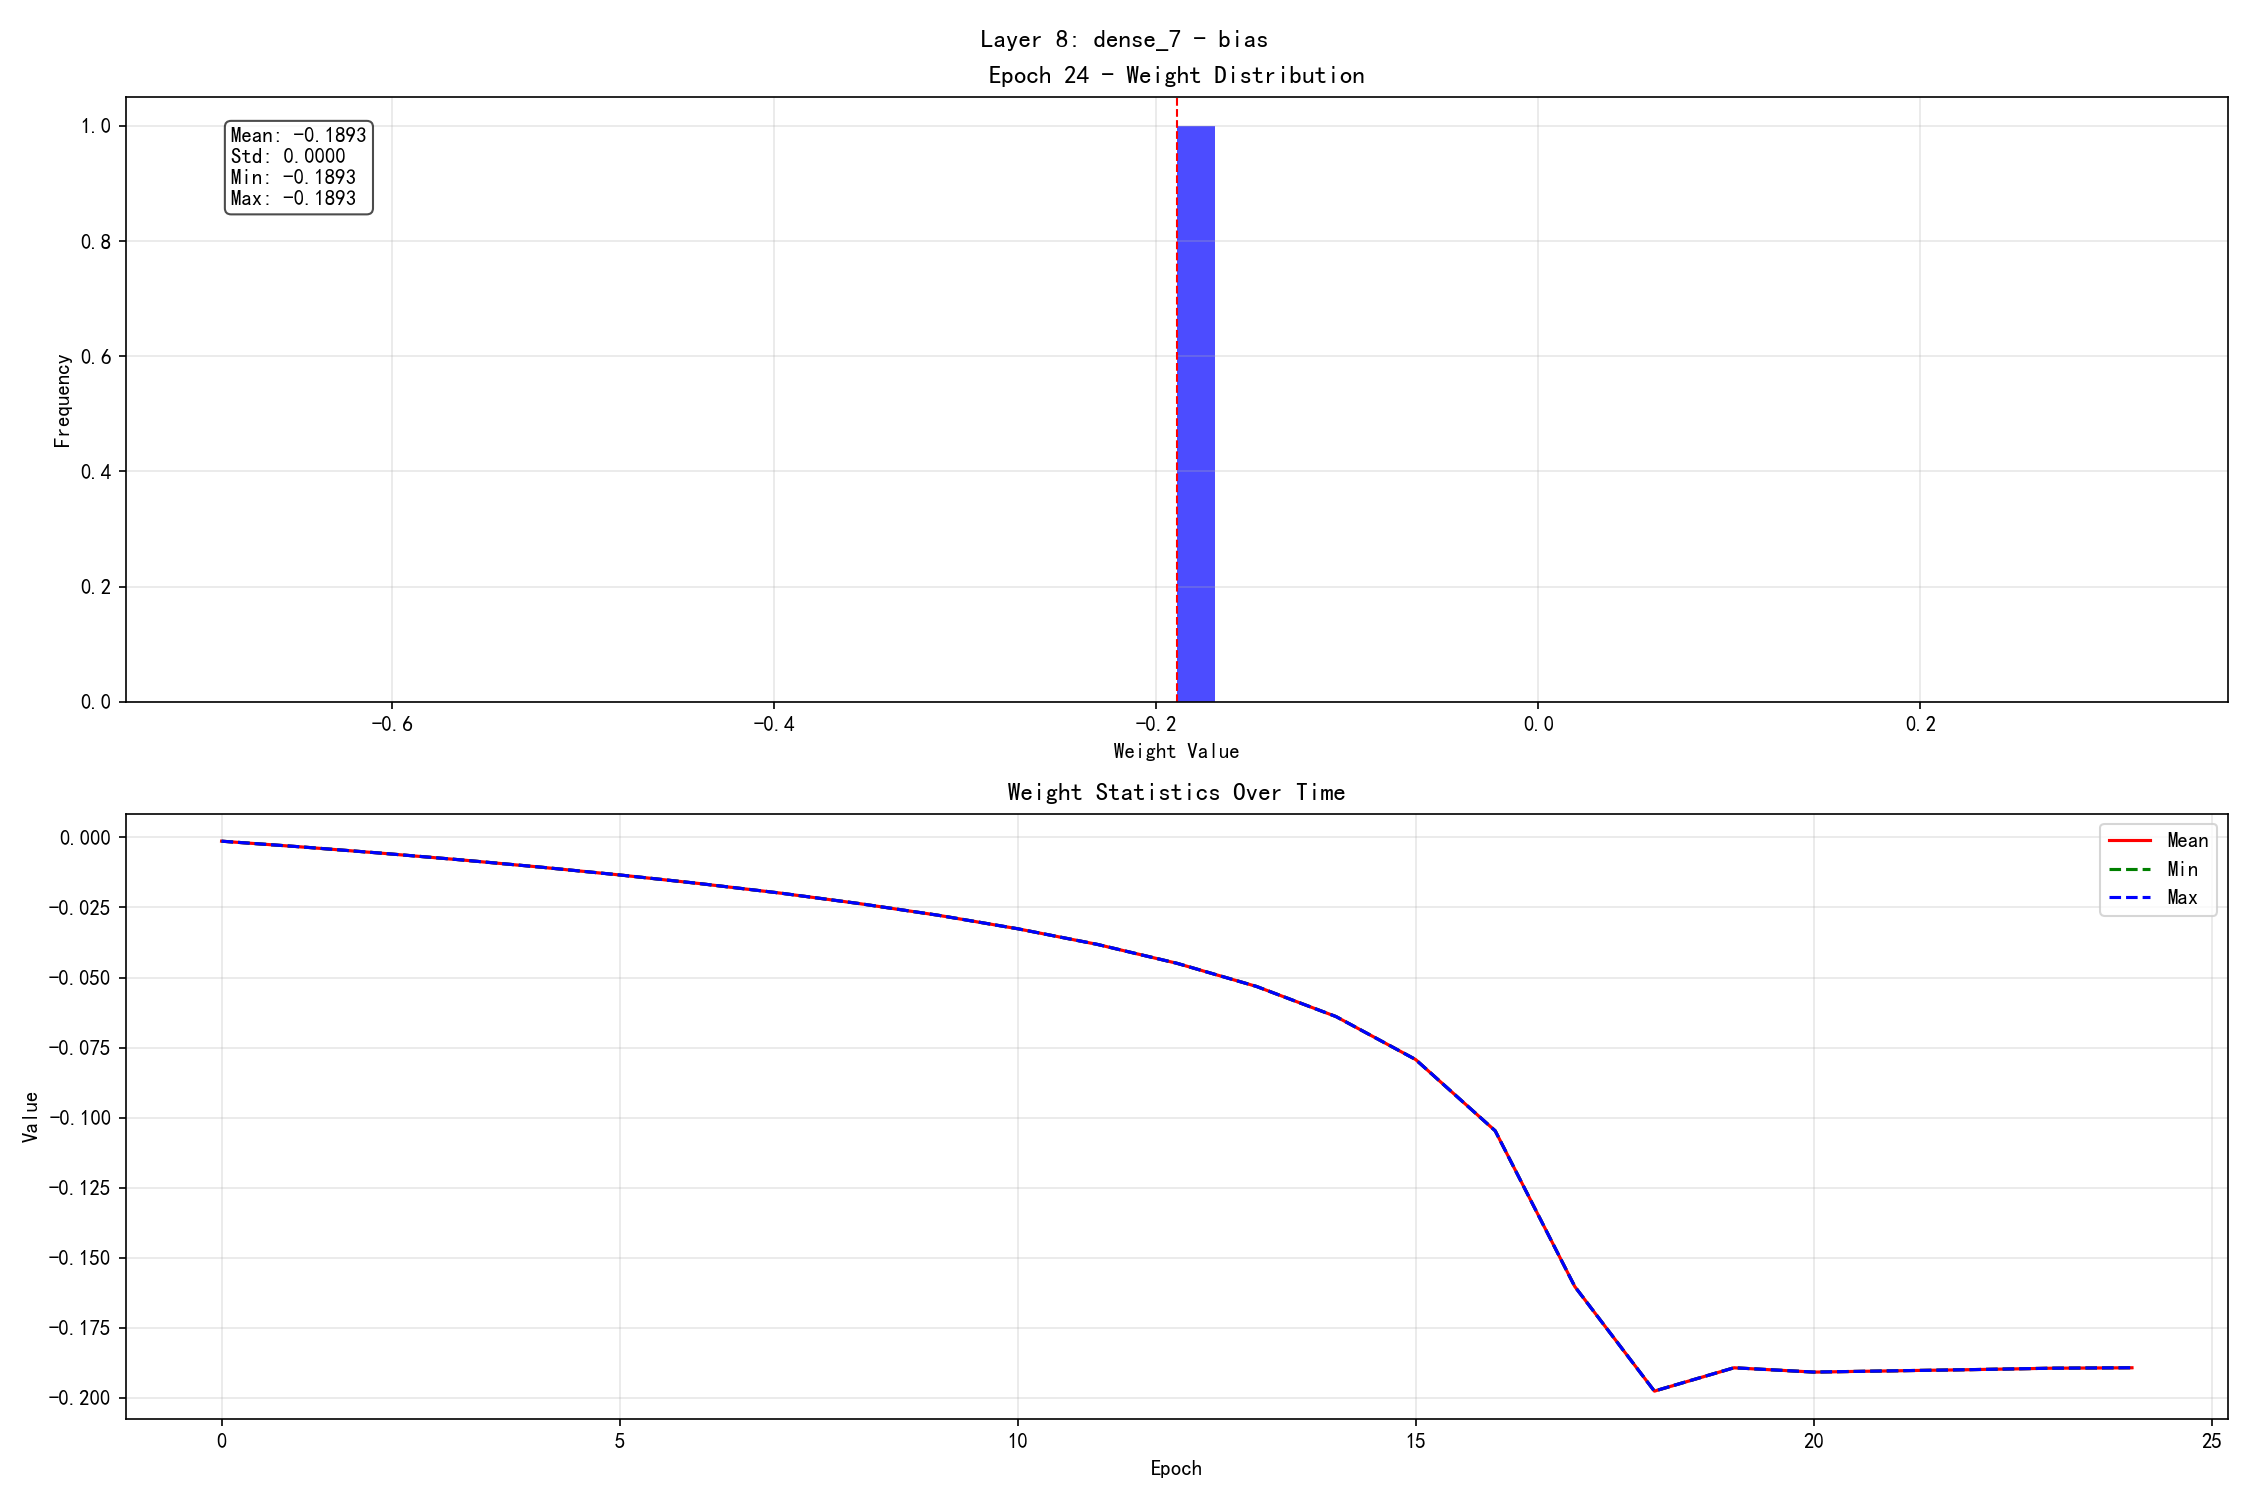 Layer 8: dense_7 - bias
Epoch 24 - Weight Distribution
Mean: -0.1893
Std: 0.0000
Min: -0.1893
Max: -0.1893
1.0
0.8
0.6
0.4
0.2
0.0
Frequency
-0.6 -0.4 -0.2 0.0 0.2
Weight Value
Weight Statistics Over Time
Mean
Min
Max
0.000
-0.025
-0.050
-0.075
-0.100
-0.125
-0.150
-0.175
-0.200
Value
0 5 10 15 20 25
Epoch